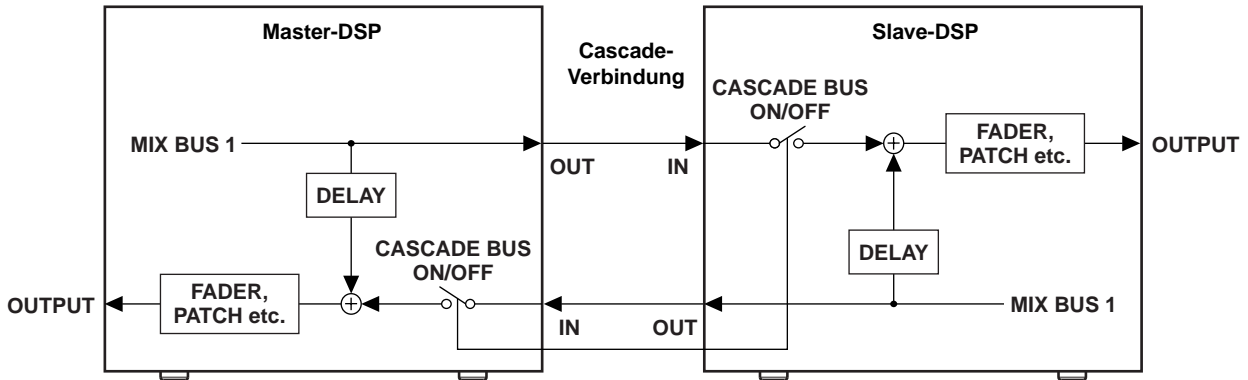 Master-DSP
Cascade-
Verbindung
Slave-DSP
MIX BUS 1
DELAY
CASCADE BUS
ON/OFF
FADER,
PATCH etc.
OUTPUT
OUT
IN
IN
OUT
CASCADE BUS
ON/OFF
FADER,
PATCH etc.
OUTPUT
DELAY
MIX BUS 1